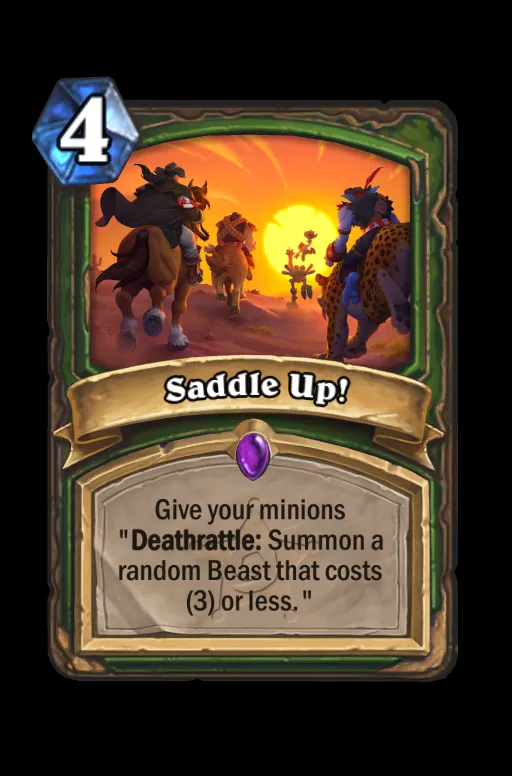 4
Saddle Up!
Give your minions
"Deathrattle: Summon a
random Beast that costs
(3) or less."